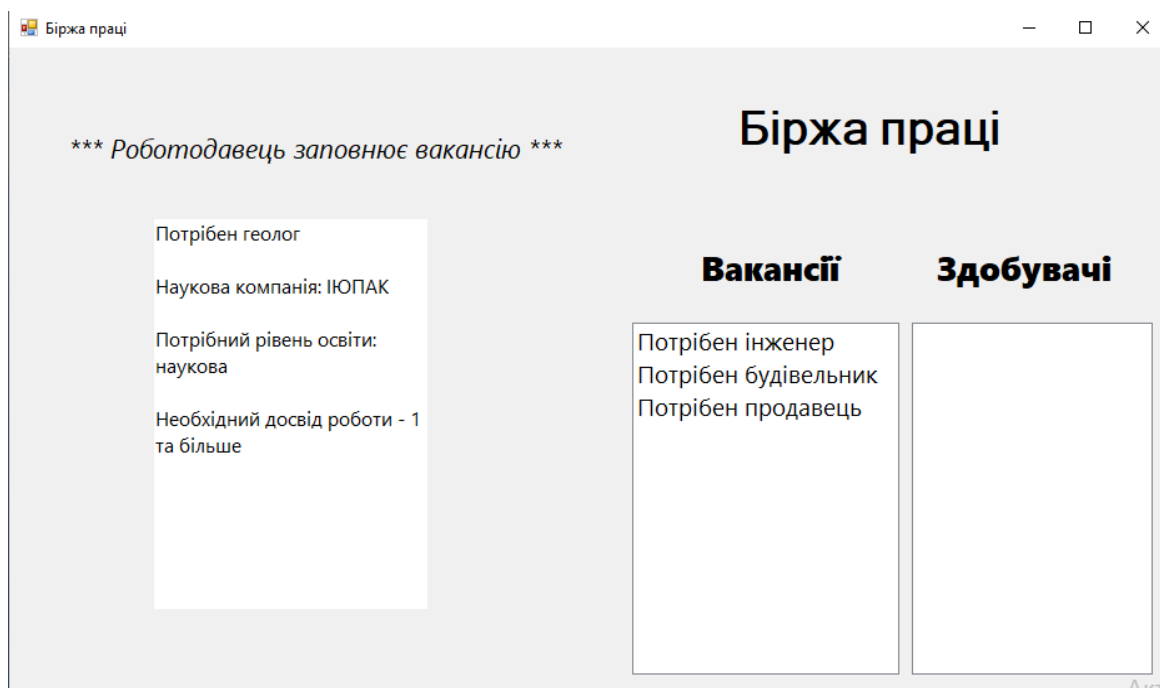 Біржа праці
*** Роботодавець заповнює вакансію ***
Потрібен геолог
Наукова компанія: ІЮПАК
Потрібний рівень освіти:
наукова
Необхідний досвід роботи - 1
та більше
Біржа праці
Вакансії
Потрібен інженер
Потрібен будівельник
Потрібен продавець
Здобувачі